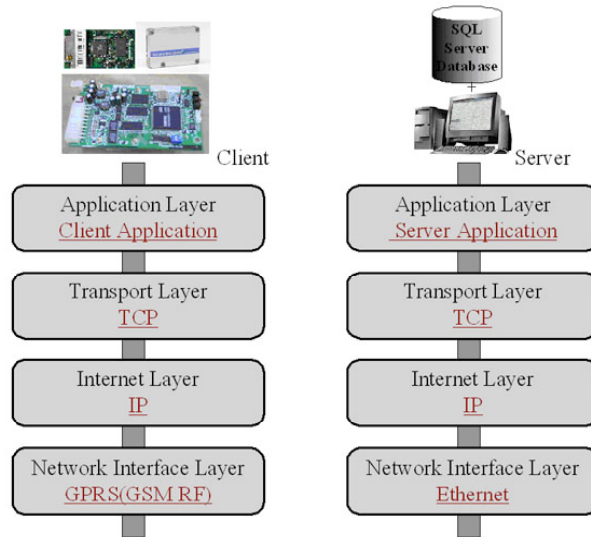 SQL
Server
Database
+
Client
Server
Application Layer
Client Application
Transport Layer
TCP
Internet Layer
IP
Network Interface Layer
GPRS(GSM RF)
Application Layer
Server Application
Transport Layer
TCP
Internet Layer
IP
Network Interface Layer
Ethernet